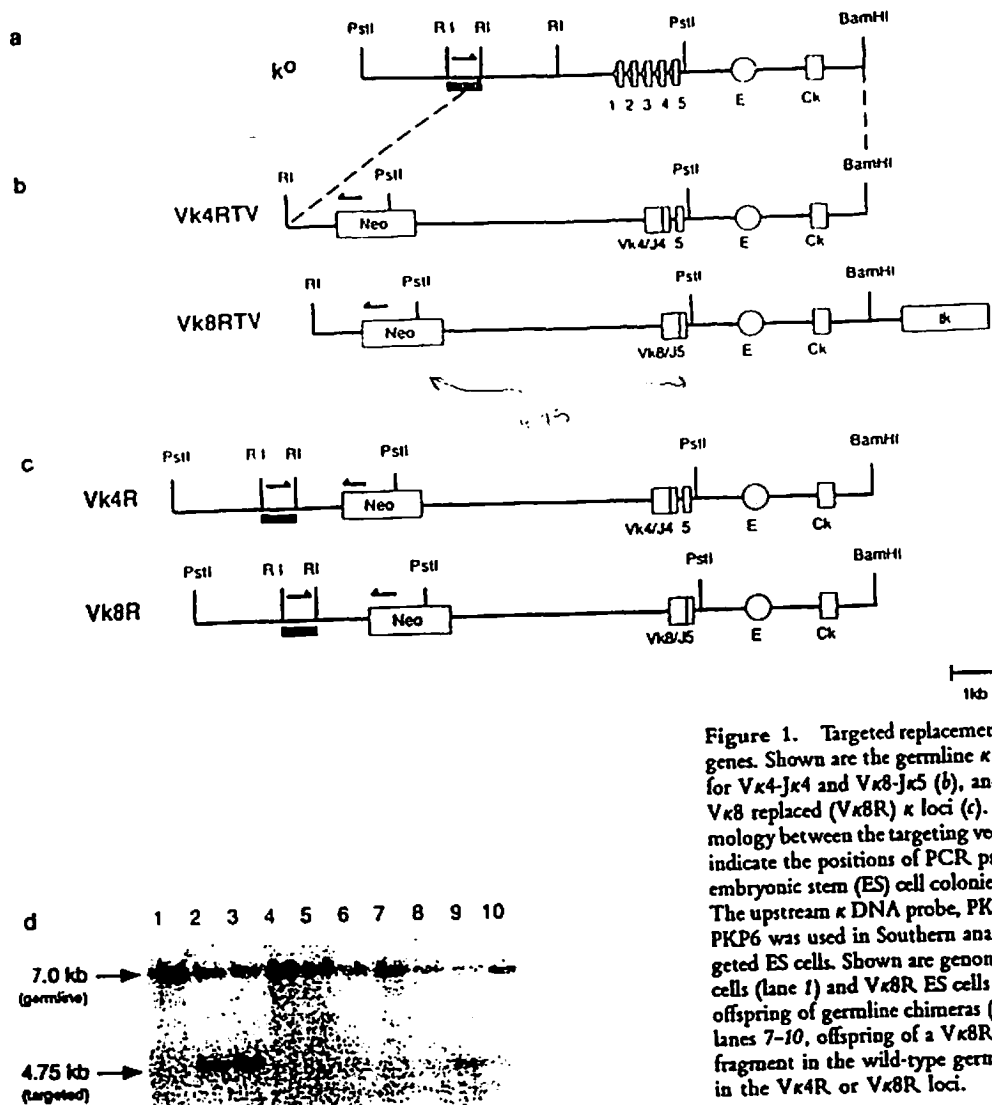 a
PstI RI RI RI PstI BamHI
k⁰
1 2 3 4 5 E Ck
b
RI PstI PstI BamHI
Vk4RTV
Neo
Vk4/J4 5 E Ck
RI PstI PstI BamHI
Vk8RTV
Neo tk
Vk8/J5 E Ck
c
PstI RI RI PstI PstI BamHI
Vk4R
Neo
Vk4/J4 5 E Ck
PstI RI RI PstI PstI BamHI
Vk8R
Neo
Vk8/J5 E Ck
1kb
Figure 1. Targeted replacemen
genes. Shown are the germline κ
for Vκ4-Jκ4 and Vκ8-Jκ5 (b), an
Vκ8 replaced (Vκ8R) κ loci (c).
mology between the targeting ve
indicate the positions of PCR p
embryonic stem (ES) cell colonie
The upstream κ DNA probe, PK
PKP6 was used in Southern ana
geted ES cells. Shown are genom
cells (lane 1) and Vκ8R ES cells
offspring of germline chimeras (
lanes 7–10, offspring of a Vκ8R
fragment in the wild-type germ
in the Vκ4R or Vκ8R loci.
d
1 2 3 4 5 6 7 8 9 10
7.0 kb
(germline)
4.75 kb
(targeted)